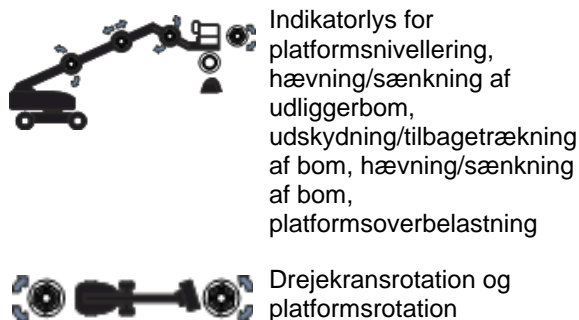 Indikatorlys for
platformsnivellering,
hævning/sænkning af
udliggerbom,
udskydning/tilbagetrækning
af bom, hævning/sænkning
af bom,
platformsoverbelastning
Drejekransrotation og
platformsrotation